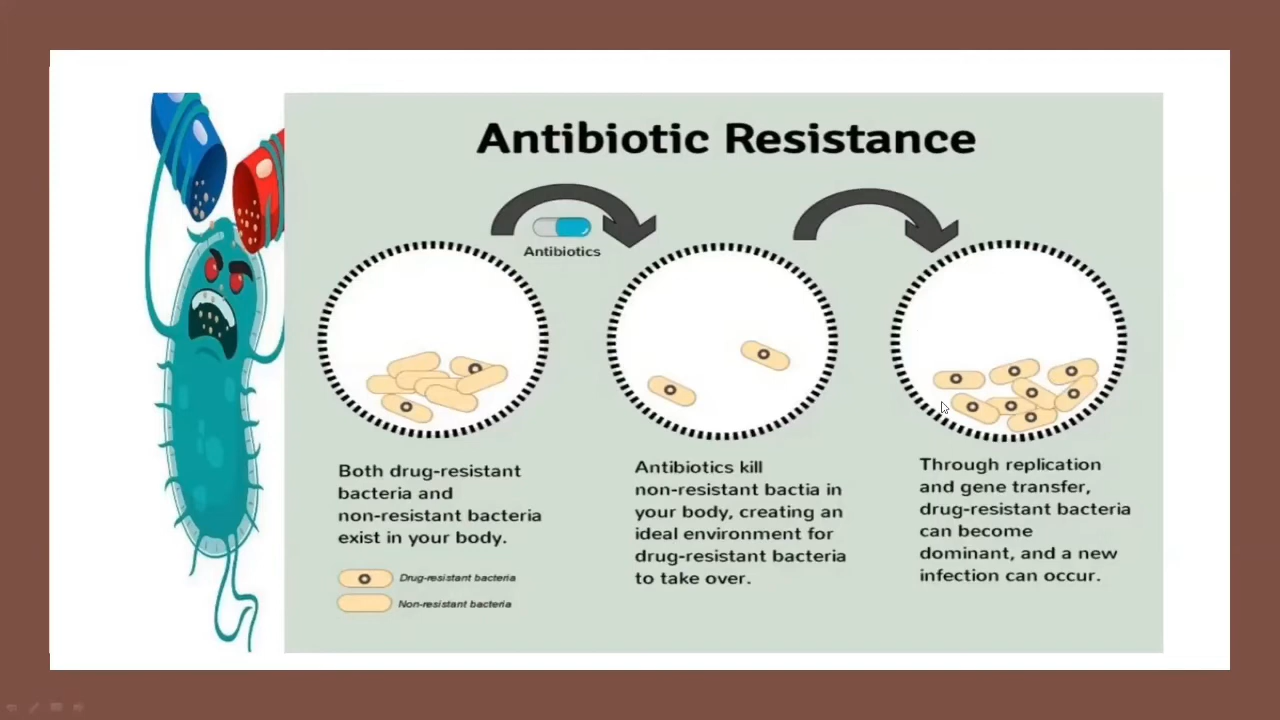 Antibiotic Resistance
Antibiotics
Both drug-resistant
bacteria and
non-resistant bacteria
exist in your body.
Drug-resistant bacteria
Non-resistant bacteria
Antibiotics kill
non-resistant bactia in
your body, creating an
ideal environment for
drug-resistant bacteria
to take over.
Through replication
and gene transfer,
drug-resistant bacteria
can become
dominant, and a new
infection can occur.